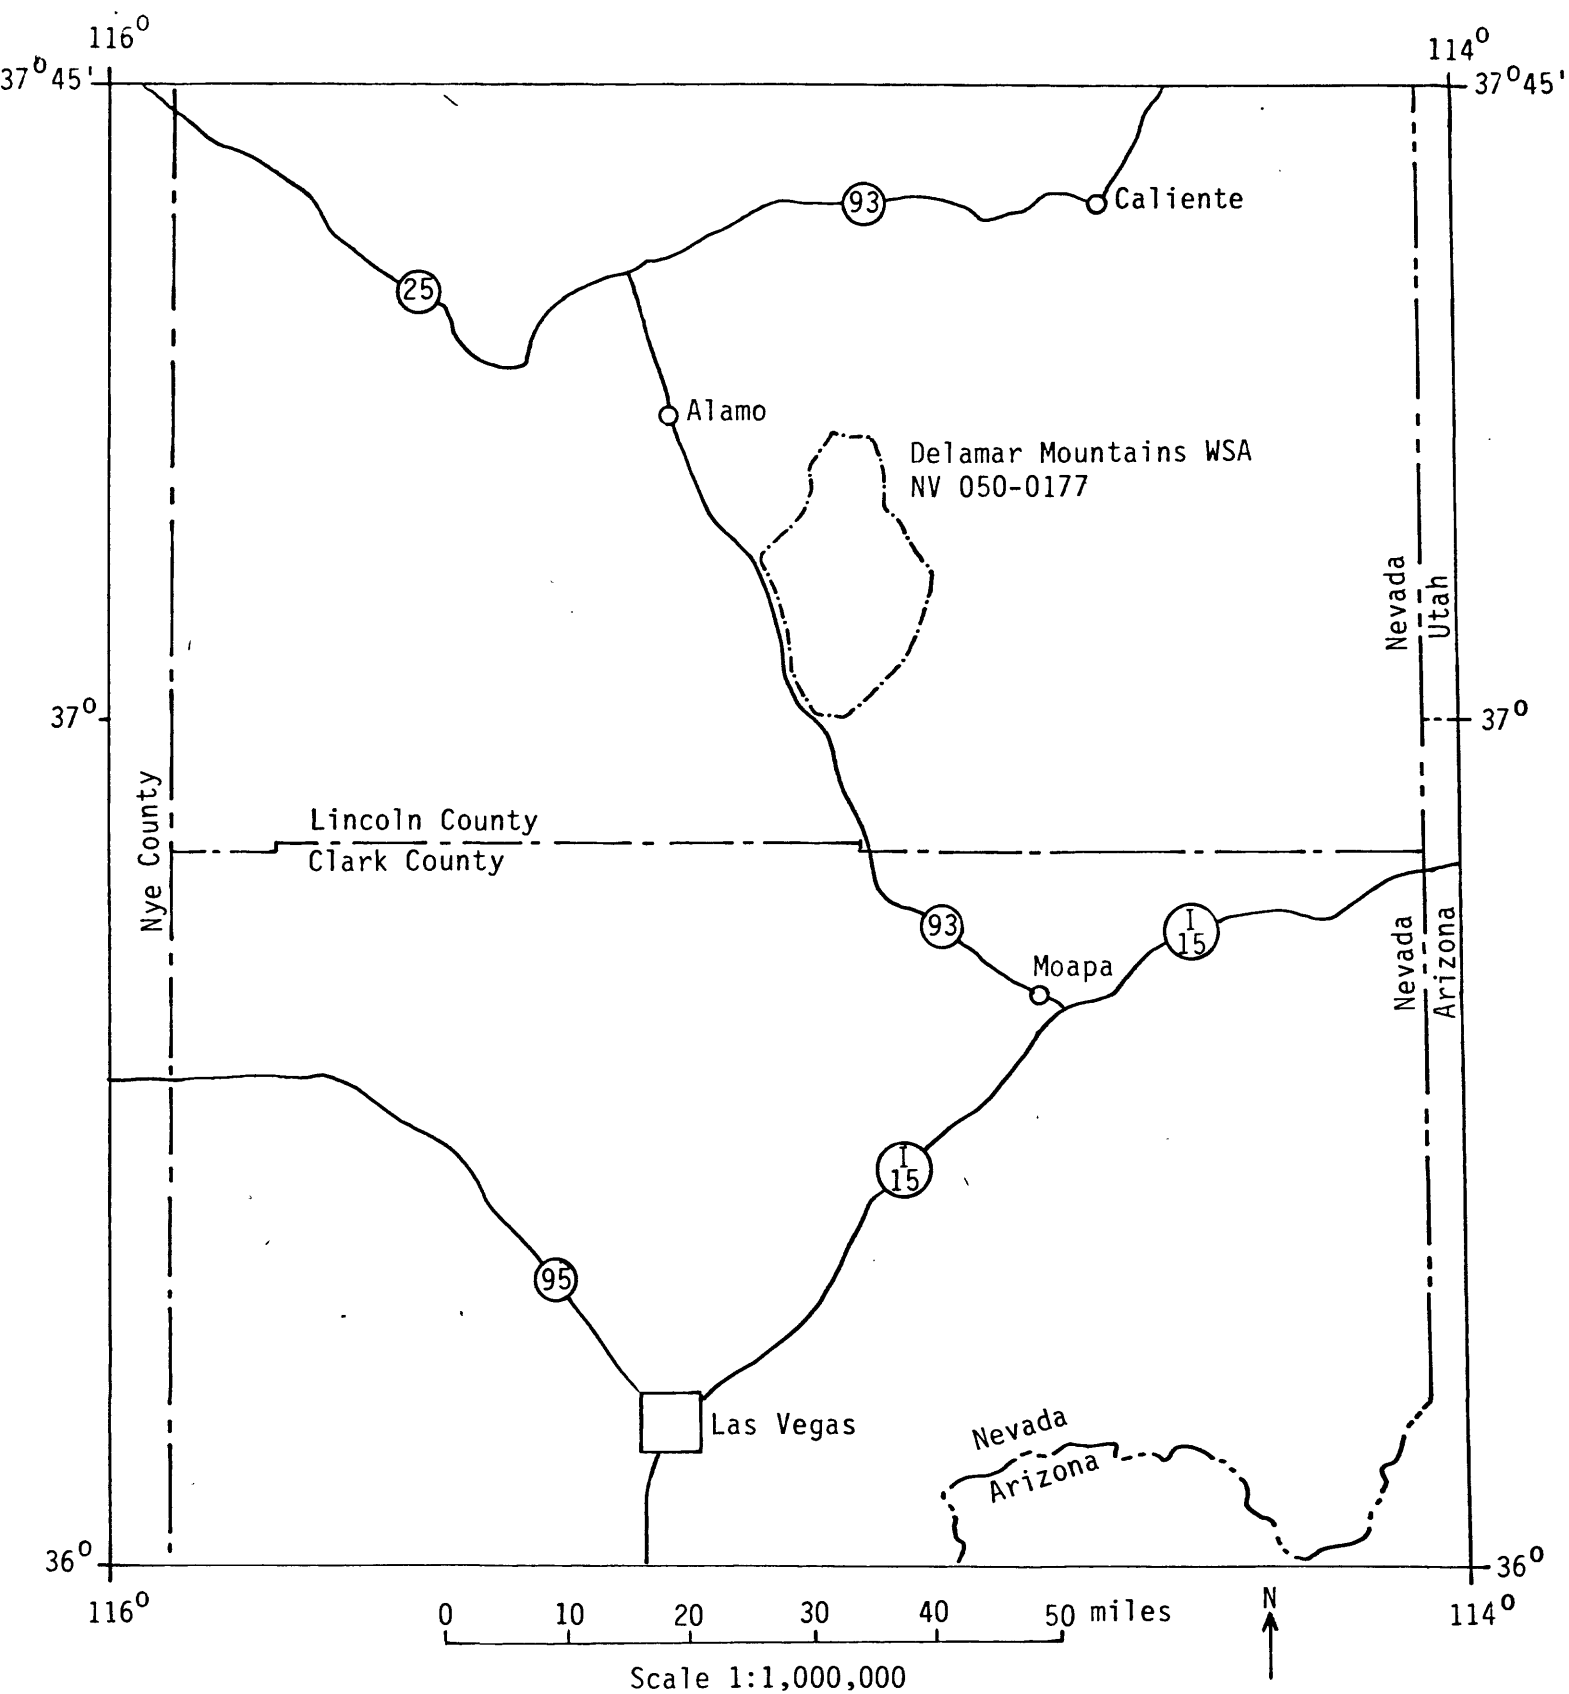 116°
114°
37°45'
37°45'
93
Caliente
25
Alamo
Delamar Mountains WSA
NV 050-0177
Nevada
Utah
37°
37°
Nye County
Lincoln County
Clark County
93
I
15
Moapa
Nevada
Arizona
I
15
95
Las Vegas
Nevada
Arizona
36°
36°
116°
114°
0 10 20 30 40 50 miles
N
Scale 1:1,000,000